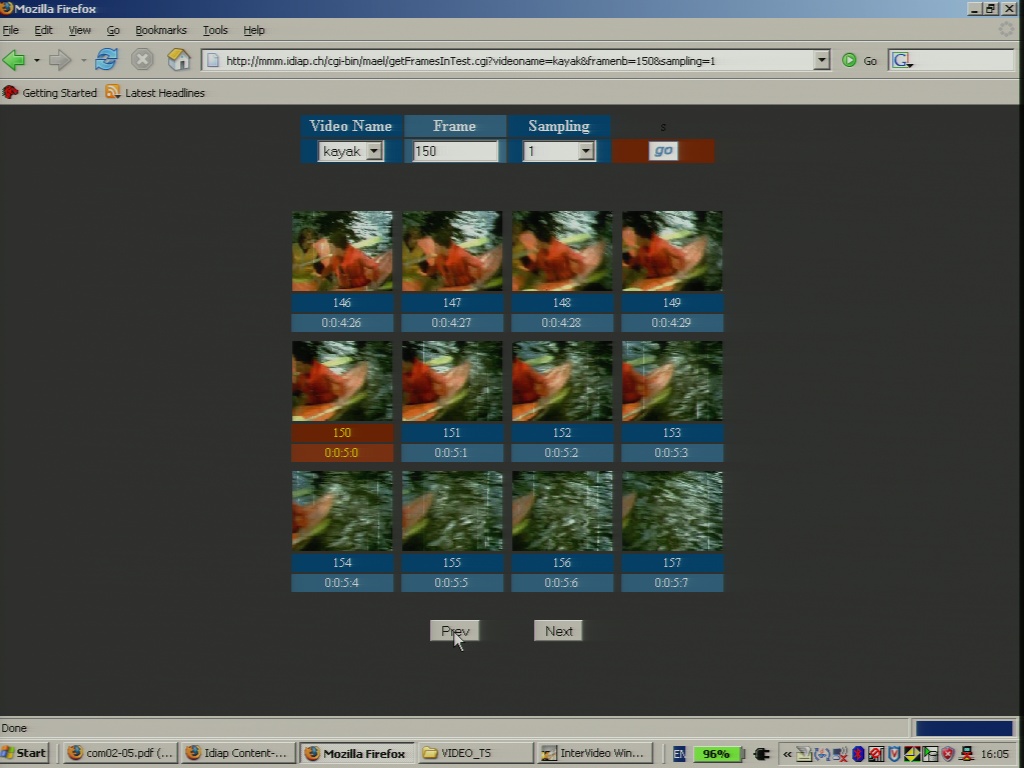 Mozilla Firefox
File Edit View Go Bookmarks Tools Help
http://mmm.idiap.ch/cgi-bin/mael/getFramesInTest.cgi?videoname=kayak&framenb=150&sampling=1 Go G
Getting Started Latest Headlines
Video Name Frame Sampling s
kayak 150 1 go
146 147 148 149
0:0:4:26 0:0:4:27 0:0:4:28 0:0:4:29
150 151 152 153
0:0:5:0 0:0:5:1 0:0:5:2 0:0:5:3
154 155 156 157
0:0:5:4 0:0:5:5 0:0:5:6 0:0:5:7
Prev Next
Done
Start com02-05.pdf (... Idiap Content-... Mozilla Firefox VIDEO_TS InterVideo Win... EN 96% « 16:05